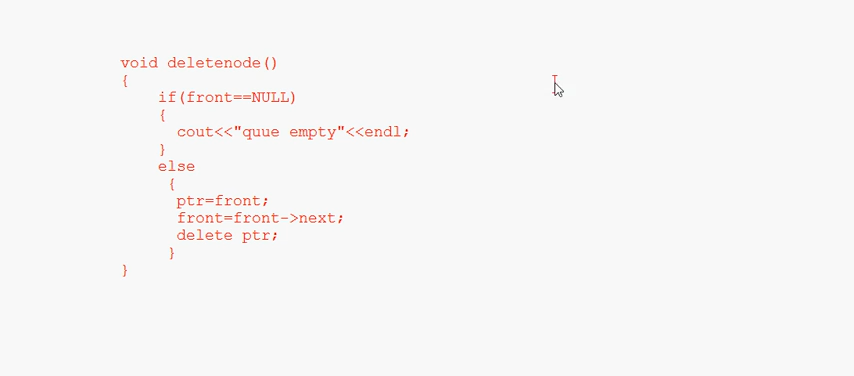 void deletenode()
{
if(front==NULL)
{
cout<<"quue empty"<<endl;
}
else
{
ptr=front;
front=front->next;
delete ptr;
}
}